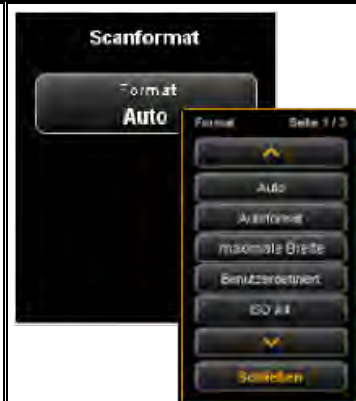 Scanformat
Format
Auto
Format Seite 1 / 3
Auto
Autoformat
maximale Breite
Benutzerdefiniert
ISO A4
Schließen